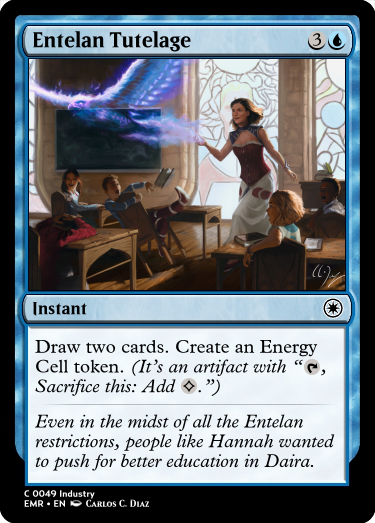 Entelan Tutelage 3
Instant
Draw two cards. Create an Energy
Cell token. (It's an artifact with “
,
Sacrifice this: Add
.”)
Even in the midst of all the Entelan
restrictions, people like Hannah wanted
to push for better education in Daira.
C 0049 Industry
EMR • EN Carlos C. Diaz